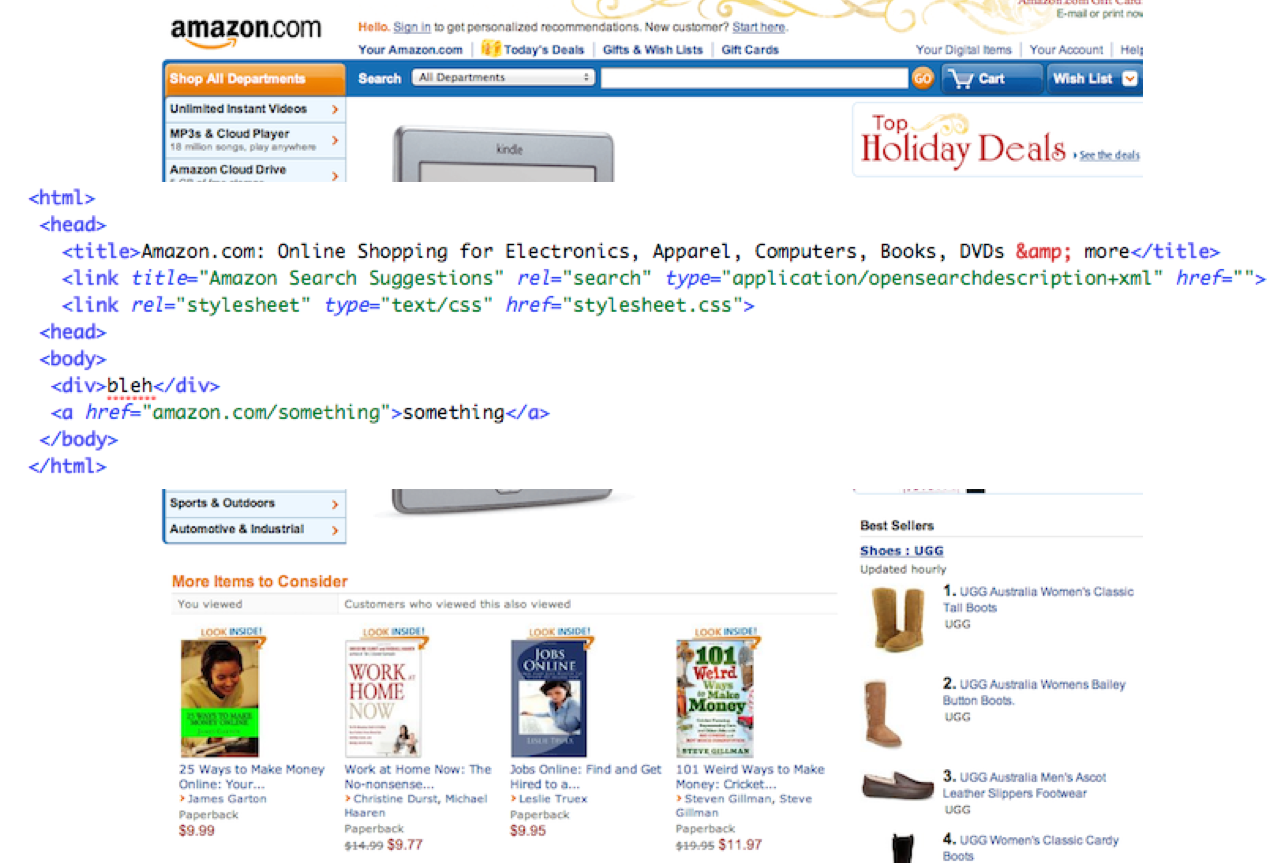 amazon.com
Amazon.com Gift Card
E-mail or print now
Hello. Sign in to get personalized recommendations. New customer? Start here.
Your Amazon.com | Today's Deals | Gifts & Wish Lists | Gift Cards
Your Digital Items | Your Account | Help
Shop All Departments
Search All Departments GO Cart Wish List
Unlimited Instant Videos
MP3s & Cloud Player
18 million songs, play anywhere
Amazon Cloud Drive
kindle
Top
Holiday Deals
See the deals
<html>
<head>
<title>Amazon.com: Online Shopping for Electronics, Apparel, Computers, Books, DVDs &amp; more</title>
<link title="Amazon Search Suggestions" rel="search" type="application/opensearchdescription+xml" href="">
<link rel="stylesheet" type="text/css" href="stylesheet.css">
<head>
<body>
<div>bleh</div>
<a href="amazon.com/something">something</a>
</body>
</html>
Sports & Outdoors
Automotive & Industrial
More Items to Consider
You viewed
Customers who viewed this also viewed
LOOK INSIDE!
25 WAYS TO MAKE
MONEY ONLINE
25 Ways to Make Money
Online: Your...
James Garton
Paperback
$9.99
LOOK INSIDE!
WORK AT
HOME
NOW
Work at Home Now: The
No-nonsense...
Christine Durst, Michael
Haaren
Paperback
$14.99 $9.77
LOOK INSIDE!
JOBS
ONLINE
LESLIE TRUEX
Jobs Online: Find and Get
Hired to a...
Leslie Truex
Paperback
$9.95
LOOK INSIDE!
101
Weird
Ways
to Make
Money
STEVE GILLMAN
101 Weird Ways to Make
Money: Cricket...
Steven Gillman, Steve
Gillman
Paperback
$19.95 $11.97
Best Sellers
Shoes : UGG
Updated hourly
1. UGG Australia Women's Classic
Tall Boots
UGG
2. UGG Australia Womens Bailey
Button Boots.
UGG
3. UGG Australia Men's Ascot
Leather Slippers Footwear
UGG
4. UGG Women's Classic Cardy
Boots